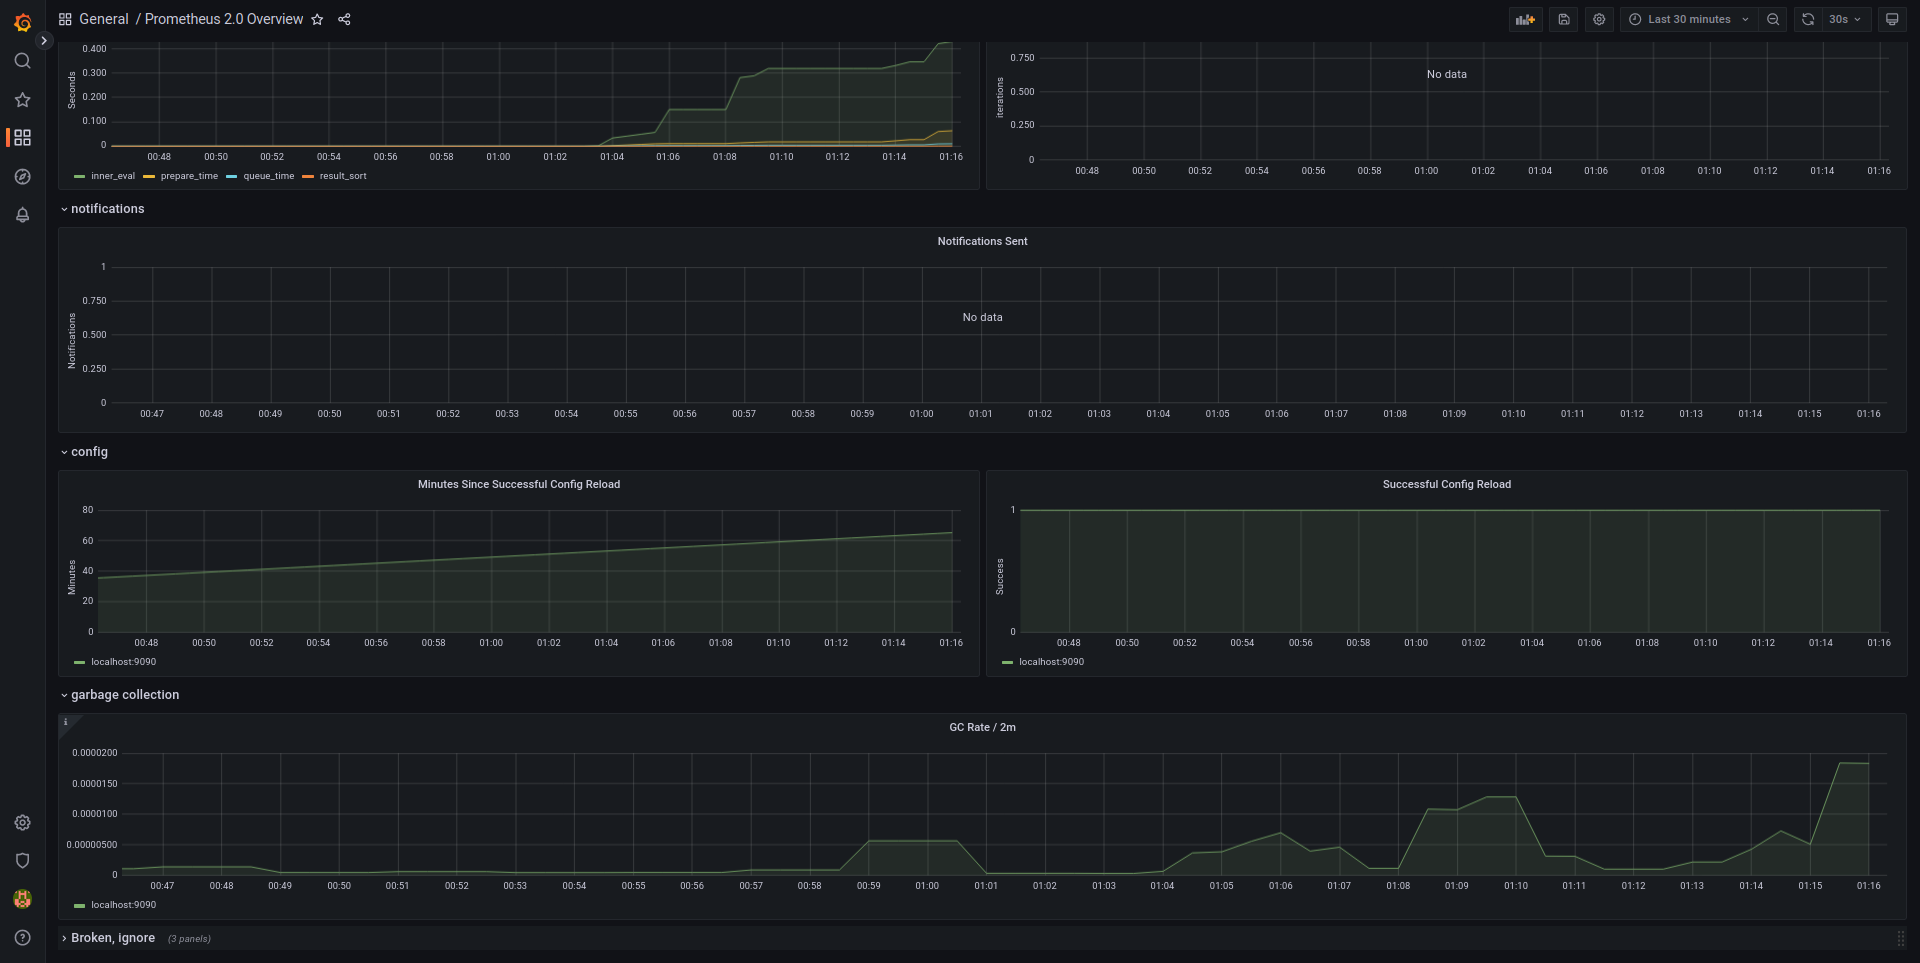 General / Prometheus 2.0 Overview
Last 30 minutes
30s
Seconds
0.400
0.300
0.200
0.100
0
00:48 00:50 00:52 00:54 00:56 00:58 01:00 01:02 01:04 01:06 01:08 01:10 01:12 01:14 01:16
inner_eval prepare_time queue_time result_sort
iterations
0.750
0.500
0.250
0
No data
00:48 00:50 00:52 00:54 00:56 00:58 01:00 01:02 01:04 01:06 01:08 01:10 01:12 01:14 01:16
notifications
Notifications Sent
Notifications
1
0.750
0.500
0.250
0
No data
00:47 00:48 00:49 00:50 00:51 00:52 00:53 00:54 00:55 00:56 00:57 00:58 00:59 01:00 01:01 01:02 01:03 01:04 01:05 01:06 01:07 01:08 01:09 01:10 01:11 01:12 01:13 01:14 01:15 01:16
config
Minutes Since Successful Config Reload
Minutes
80
60
40
20
0
00:48 00:50 00:52 00:54 00:56 00:58 01:00 01:02 01:04 01:06 01:08 01:10 01:12 01:14 01:16
localhost:9090
Successful Config Reload
Success
1
0
00:48 00:50 00:52 00:54 00:56 00:58 01:00 01:02 01:04 01:06 01:08 01:10 01:12 01:14 01:16
localhost:9090
garbage collection
i
GC Rate / 2m
0.0000200
0.0000150
0.0000100
0.00000500
0
00:47 00:48 00:49 00:50 00:51 00:52 00:53 00:54 00:55 00:56 00:57 00:58 00:59 01:00 01:01 01:02 01:03 01:04 01:05 01:06 01:07 01:08 01:09 01:10 01:11 01:12 01:13 01:14 01:15 01:16
localhost:9090
Broken, ignore (3 panels)